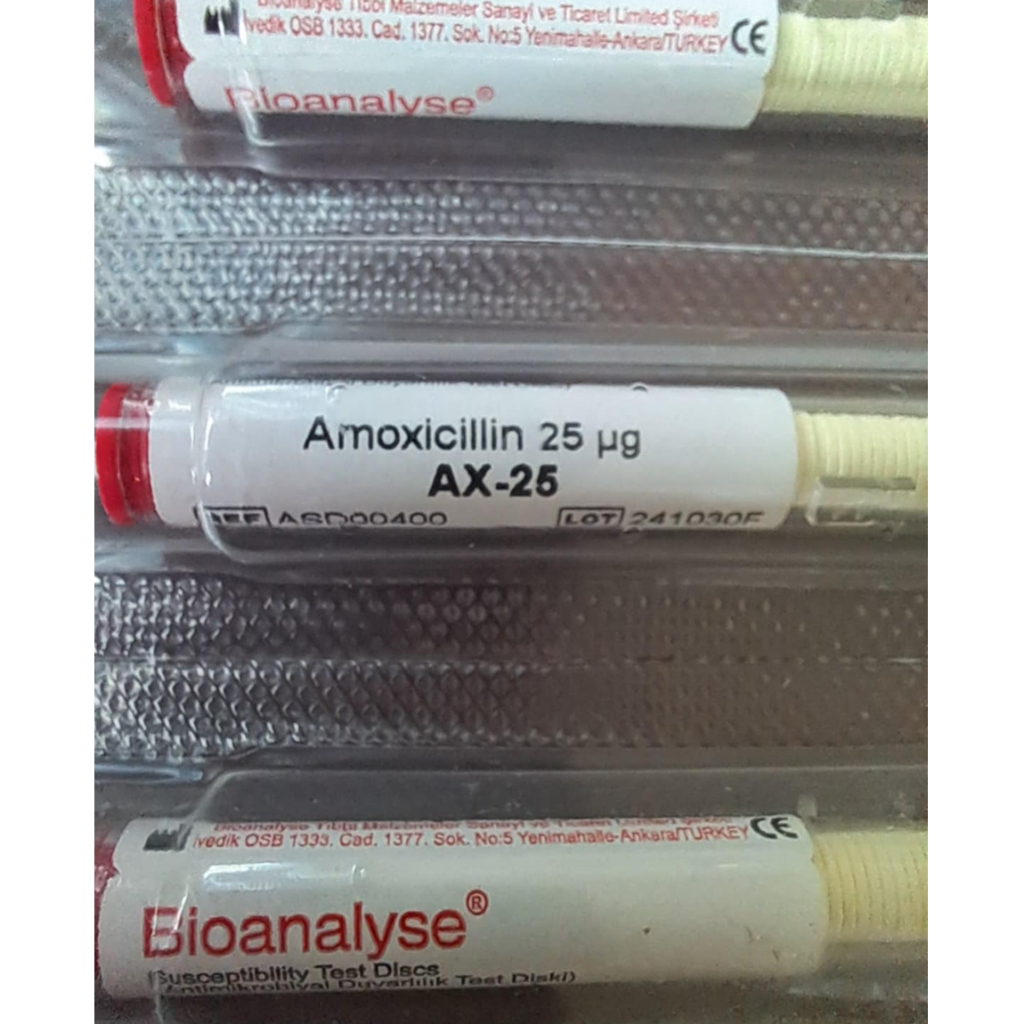 Bioanalyse Tıbbi Malzemeler Sanayi ve Ticaret Limited Şirketi
İvedik OSB 1333. Cad. 1377. Sok. No:5 Yenimahalle-Ankara/TURKEY CE
Bioanalyse®
Amoxicillin 25 µg
AX-25
REF ASD00400 LOT 241030F
Bioanalyse Tıbbi Malzemeler Sanayi ve Ticaret Limited Şirketi
İvedik OSB 1333. Cad. 1377. Sok. No:5 Yenimahalle-Ankara/TURKEY CE
Bioanalyse®
(Susceptibility Test Discs
(Antimikrobiyal Duyarlılık Test Diski)